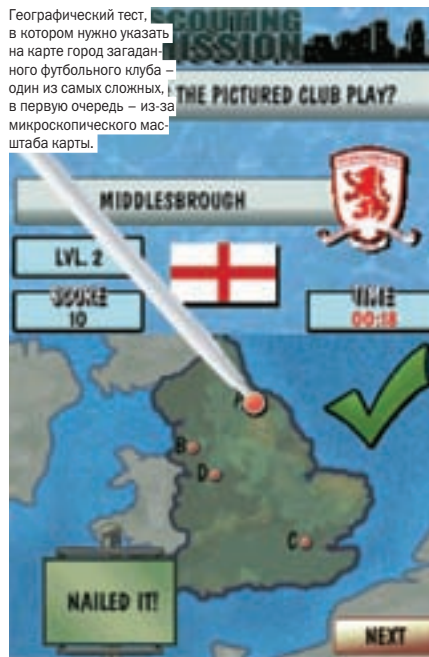 Географический тест,
в котором нужно указать
на карте город загадан-
ного футбольного клуба –
один из самых сложных,
в первую очередь – из-за
микроскопического мас-
штаба карты.
SCOUTING
MISSION
THE PICTURED CLUB PLAY?
MIDDLESBROUGH
LVL. 2
SCORE
10
TIME
00:18
A
B
D
C
NAILED IT!
NEXT